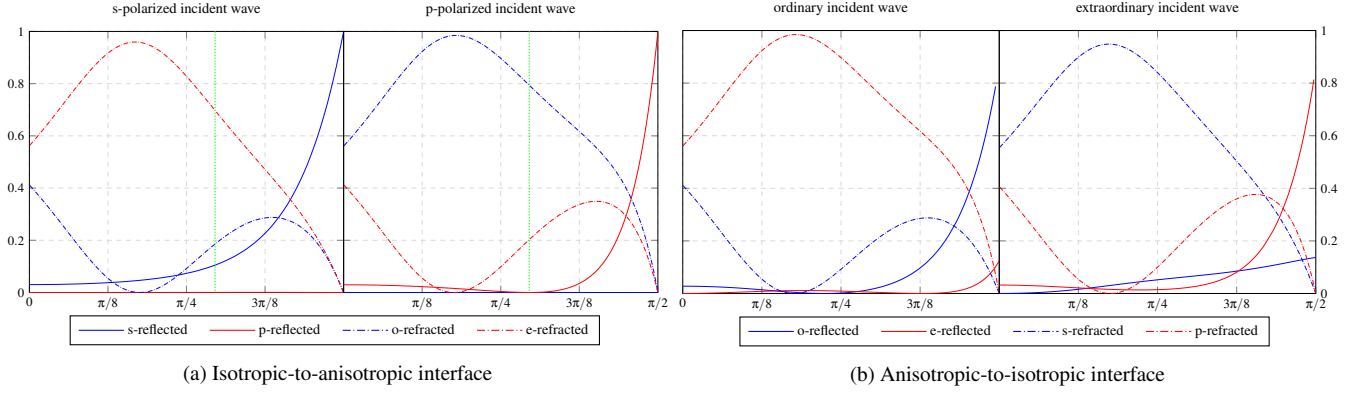 s-polarized incident wave p-polarized incident wave ordinary incident wave extraordinary incident wave
1 1
0.8 0.8
0.6 0.6
0.4 0.4
0.2 0.2
0 0
0 π/8 π/4 3π/8 π/8 π/4 3π/8 π/2 0 π/8 π/4 3π/8 π/8 π/4 3π/8 π/2
s-reflected p-reflected o-refracted e-refracted o-reflected e-reflected s-refracted p-refracted
(a) Isotropic-to-anisotropic interface (b) Anisotropic-to-isotropic interface